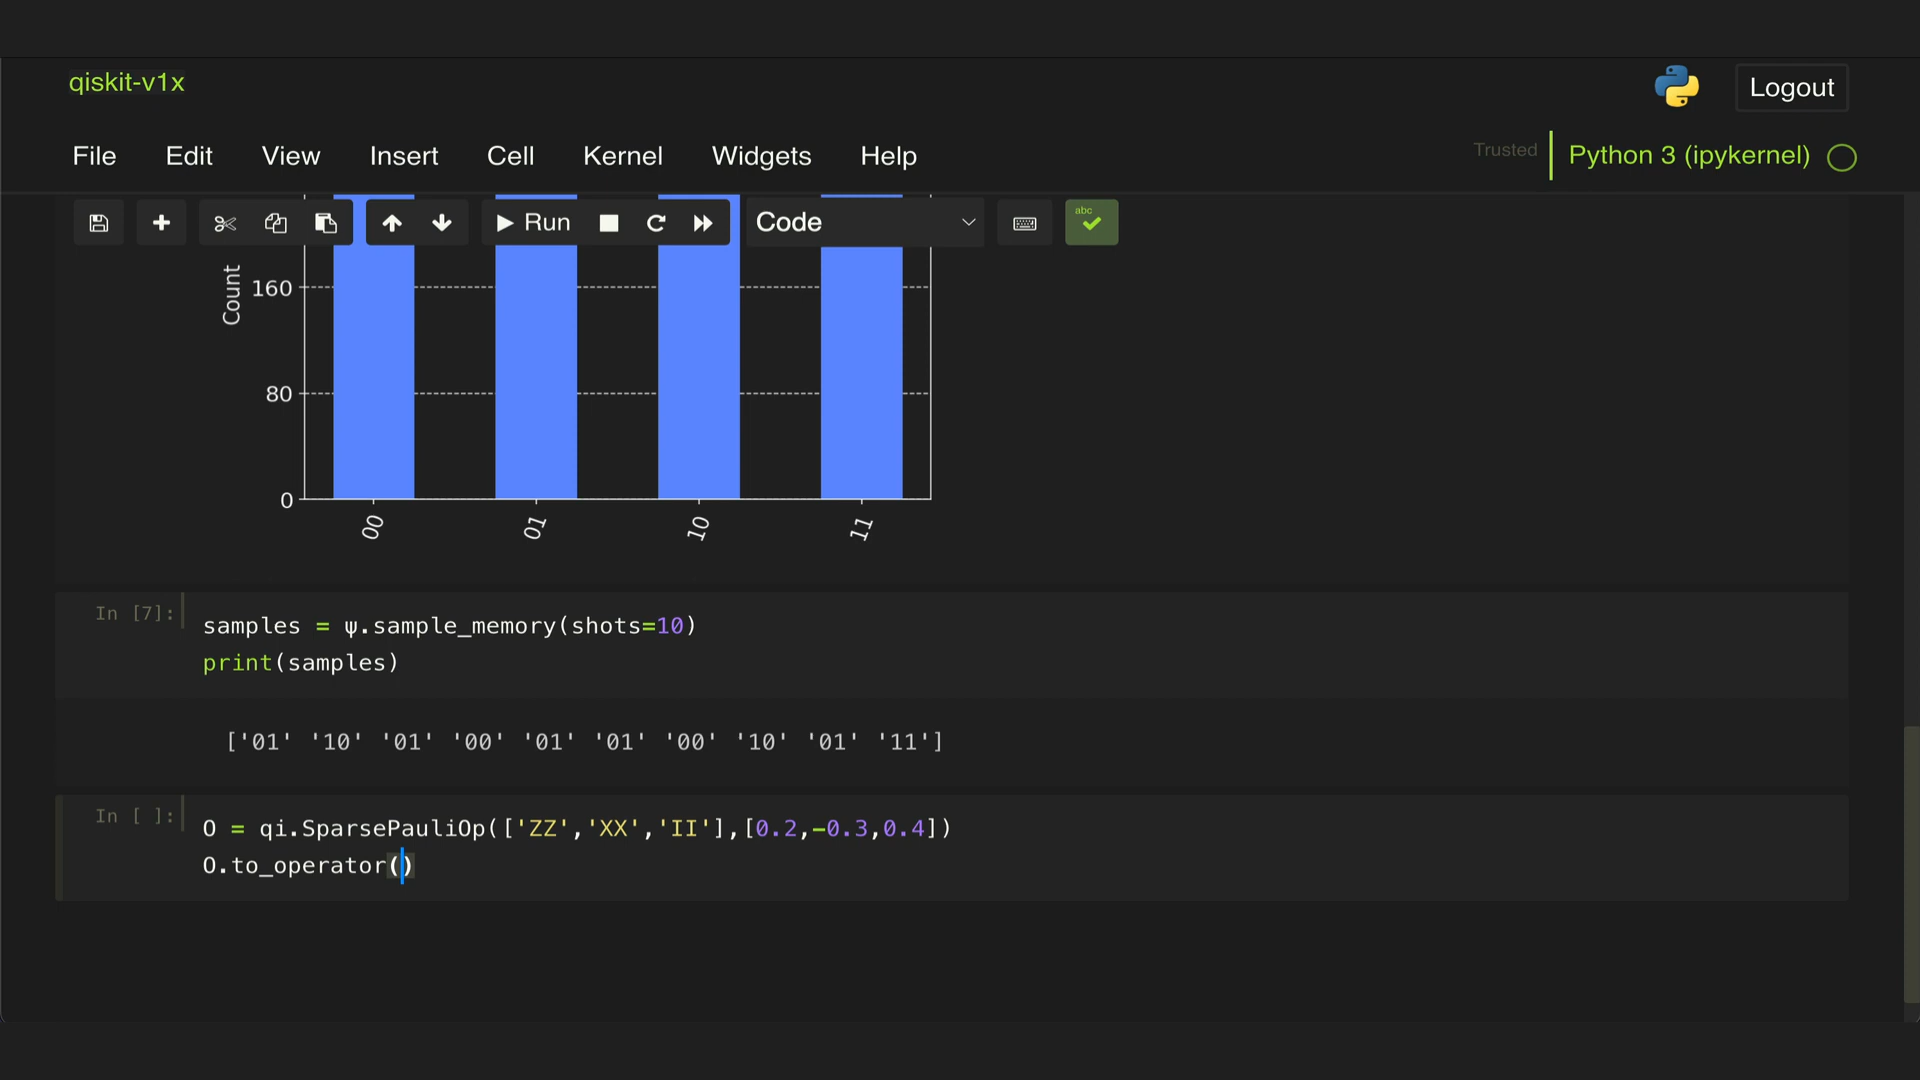 qiskit-v1x
Logout
File Edit View Insert Cell Kernel Widgets Help
Trusted Python 3 (ipykernel)
Run Code abc
Count
160
80
0
00 01 10 11
In [7]: samples = ψ.sample_memory(shots=10)
print(samples)
['01' '10' '01' '00' '01' '01' '00' '10' '01' '11']
In [ ]: O = qi.SparsePauliOp(['ZZ','XX','II'],[0.2,-0.3,0.4])
O.to_operator()